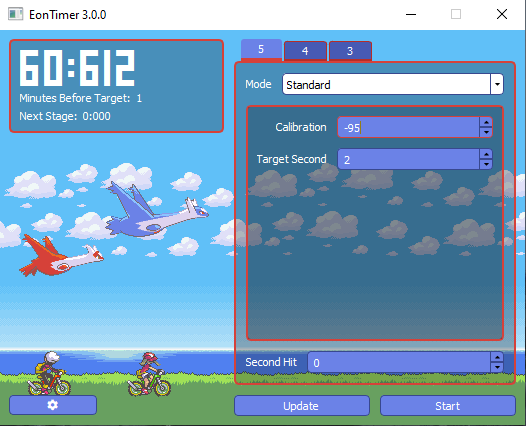 EonTimer 3.0.0
60:612
Minutes Before Target: 1
Next Stage: 0:000
5
4
3
Mode
Standard
Calibration
-95
Target Second
2
Second Hit
0
Update
Start